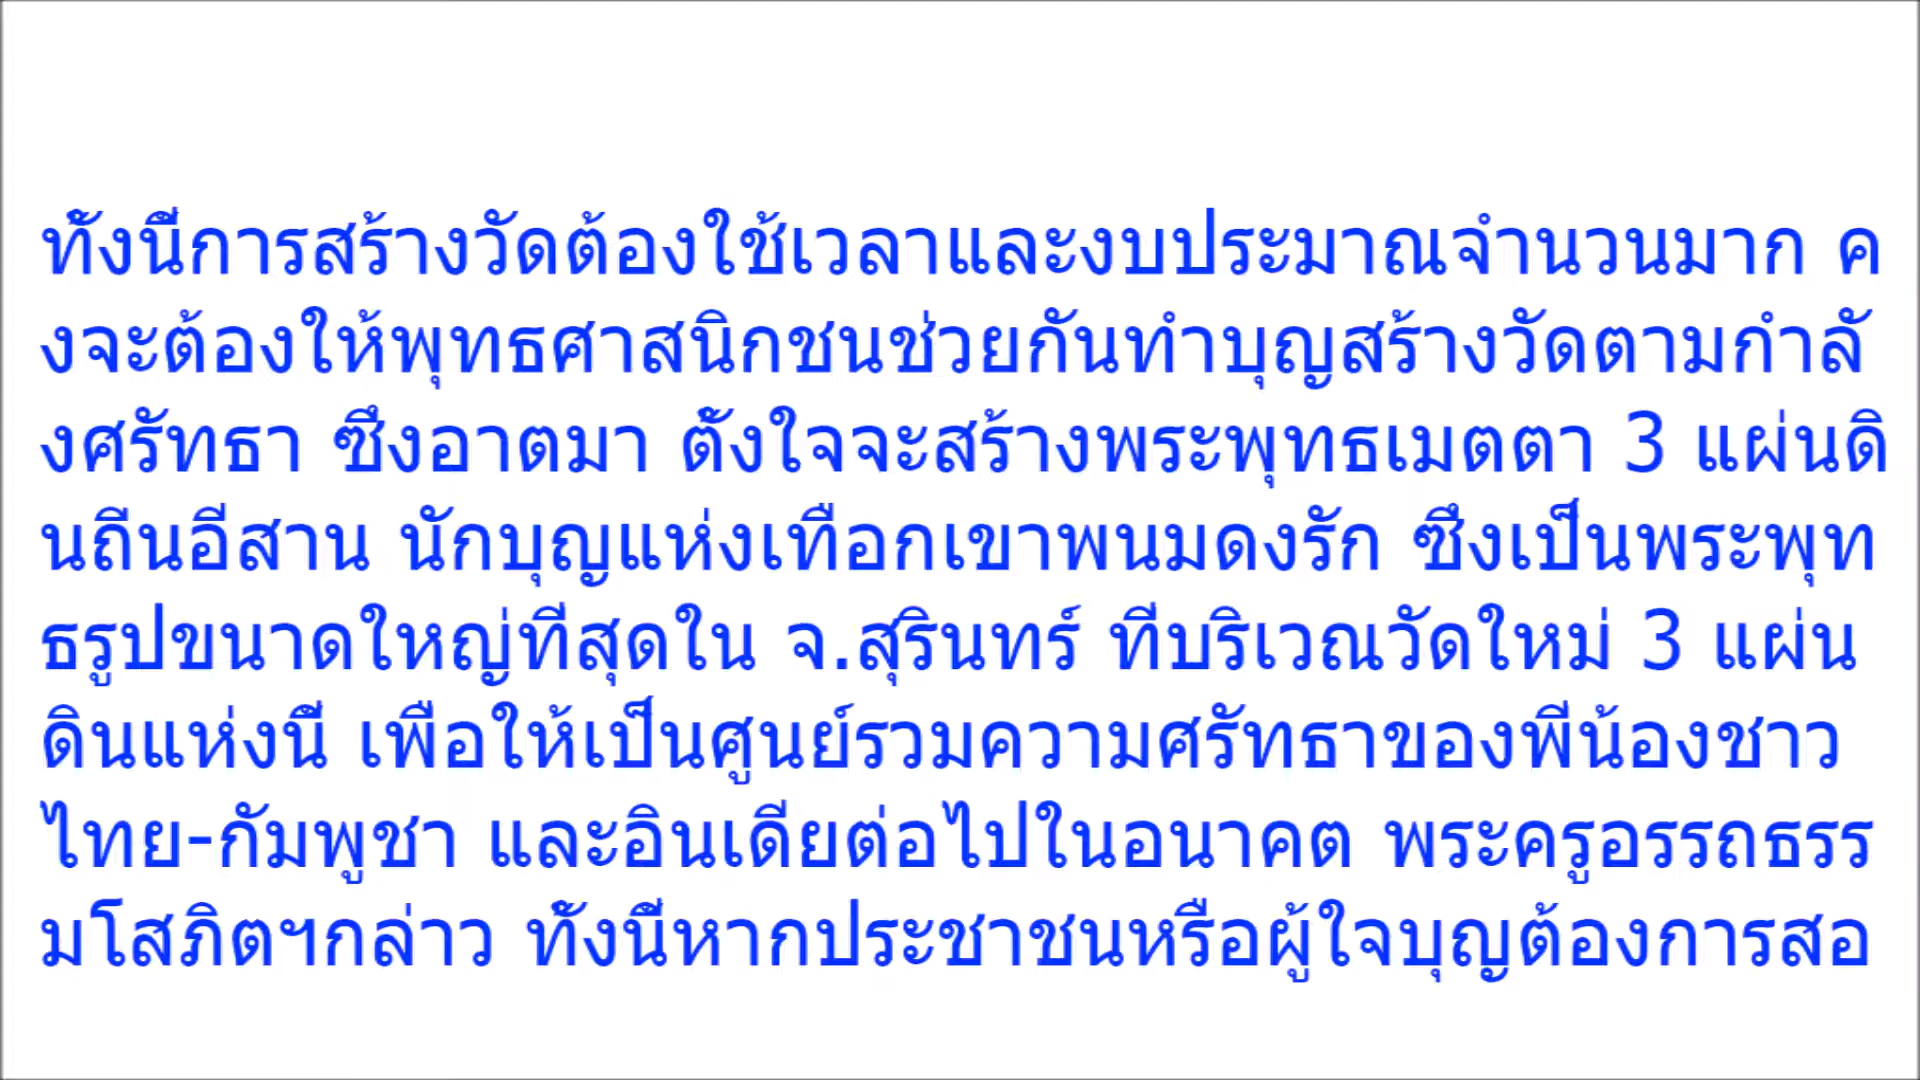 ทั้งนี้การสร้างวัดต้องใช้เวลาและงบประมาณจำนวนมาก ค
งจะต้องให้พุทธศาสนิกชนช่วยกันทำบุญสร้างวัดตามกำลั
งศรัทธา ซึ่งอาตมา ตั้งใจจะสร้างพระพุทธเมตตา 3 แผ่นดิ
นถิ่นอีสาน นักบุญแห่งเทือกเขาพนมดงรัก ซึ่งเป็นพระพุท
ธรูปขนาดใหญ่ที่สุดใน จ.สุรินทร์ ที่บริเวณวัดใหม่ 3 แผ่น
ดินแห่งนี้ เพื่อให้เป็นศูนย์รวมความศรัทธาของพี่น้องชาว
ไทย-กัมพูชา และอินเดียต่อไปในอนาคต พระครูอรรถธรร
มโสภิตฯกล่าว ทั้งนี้หากประชาชนหรือผู้ใจบุญต้องการสอ